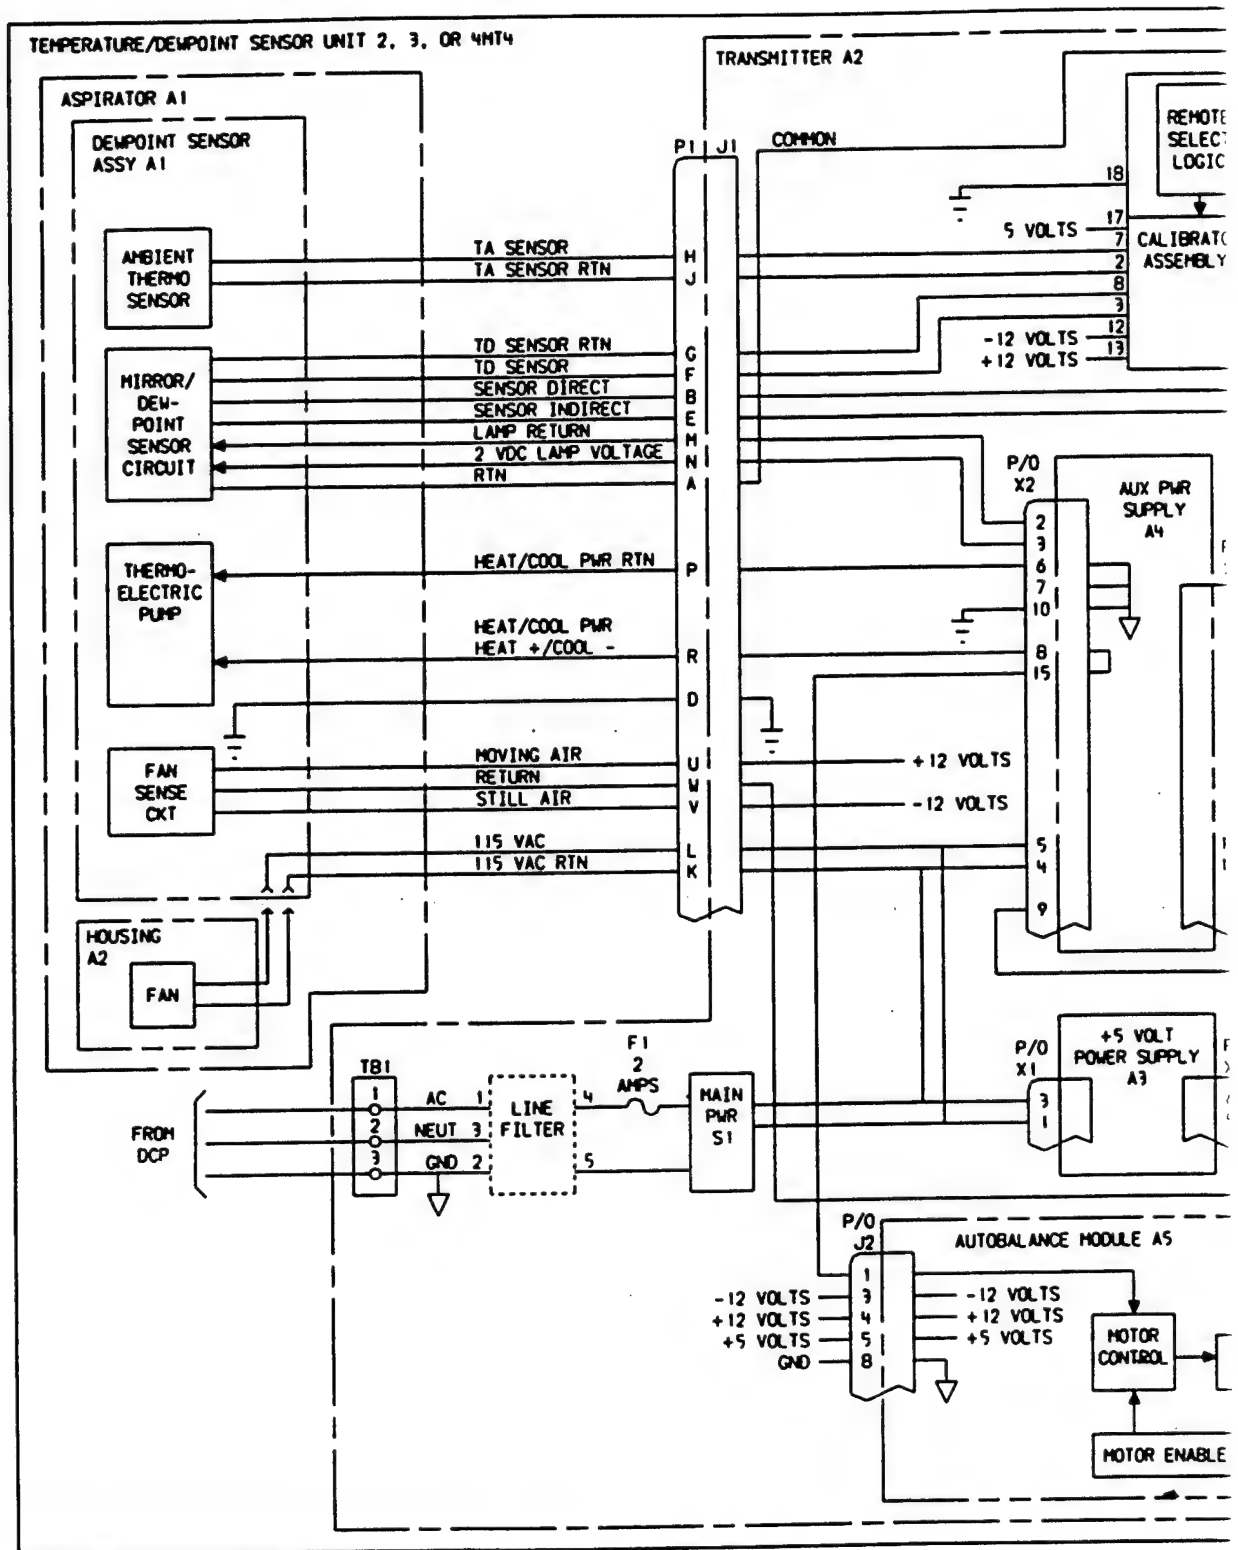 TEMPERATURE/DEWPOINT SENSOR UNIT 2, 3, OR 4MT4
TRANSMITTER A2
ASPIRATOR A1
DEWPOINT SENSOR
ASSY A1
P1 J1
COMMON
REMOTE
SELEC
LOGIC
18
5 VOLTS
17
7
2
8
3
12
13
-12 VOLTS
+12 VOLTS
CALIBRAT
ASSEMBLY
AMBIENT
THERMO
SENSOR
TA SENSOR
H
TA SENSOR RTN
J
MIRROR/
DEW-
POINT
SENSOR
CIRCUIT
TD SENSOR RTN
G
TD SENSOR
F
SENSOR DIRECT
B
SENSOR INDIRECT
E
LAMP RETURN
M
2 VDC LAMP VOLTAGE
N
RTN
A
P/O
X2
AUX PWR
SUPPLY
A4
2
3
6
7
10
8
15
5
4
9
THERMO-
ELECTRIC
PUMP
HEAT/COOL PWR RTN
P
HEAT/COOL PWR
HEAT +/COOL -
R
D
FAN
SENSE
CKT
MOVING AIR
U
+12 VOLTS
RETURN
W
STILL AIR
V
-12 VOLTS
115 VAC
L
115 VAC RTN
K
HOUSING
A2
FAN
FROM
DCP
TB1
1
2
3
AC 1
NEUT 3
GND 2
LINE
FILTER
4
5
F1
2
AMPS
MAIN
PWR
S1
P/O
X1
3
1
+5 VOLT
POWER SUPPLY
A3
P/O
J2
AUTOBALANCE MODULE A5
1
-12 VOLTS 3 -12 VOLTS
+12 VOLTS 4 +12 VOLTS
+5 VOLTS 5 +5 VOLTS
GND 8
MOTOR
CONTROL
MOTOR ENABLE